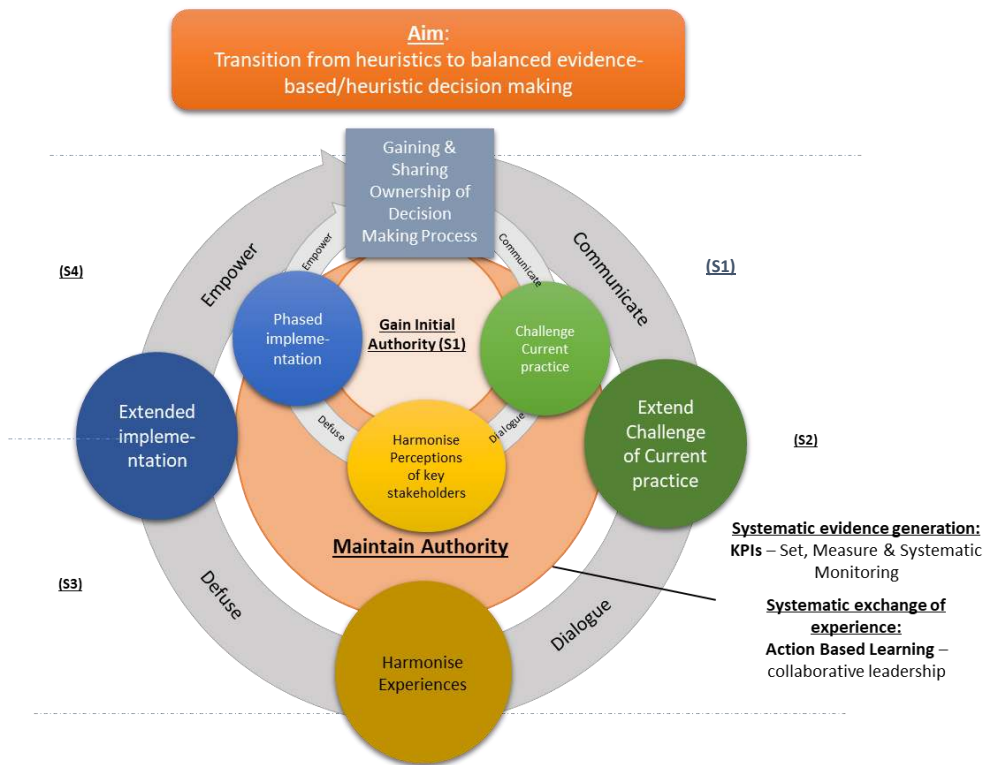 Aim:
Transition from heuristics to balanced evidence-
based/heuristic decision making
Gaining &
Sharing
Ownership of
Decision
Making Process
Empower
Communicate
(S4)
(S1)
Empower
Communicate
Phased
impleme-
ntation
Gain Initial
Authority (S1)
Challenge
Current
practice
Extended
impleme-
ntation
Extend
Challenge
of Current
practice
(S2)
Defuse
Dialogue
Harmonise
Perceptions
of key
stakeholders
Maintain Authority
Systematic evidence generation:
KPIs – Set, Measure & Systematic
Monitoring
(S3)
Defuse
Dialogue
Systematic exchange of
experience:
Action Based Learning –
collaborative leadership
Harmonise
Experiences